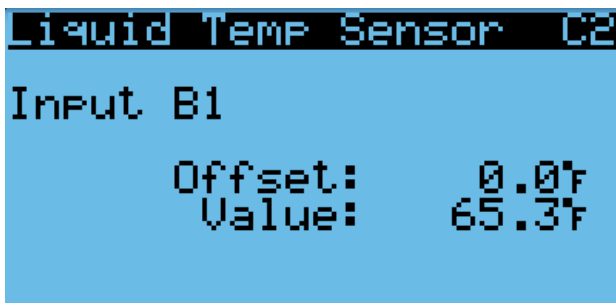 Liquid Temp Sensor C2
Input B1
Offset: 0.0°F
Value: 65.3°F